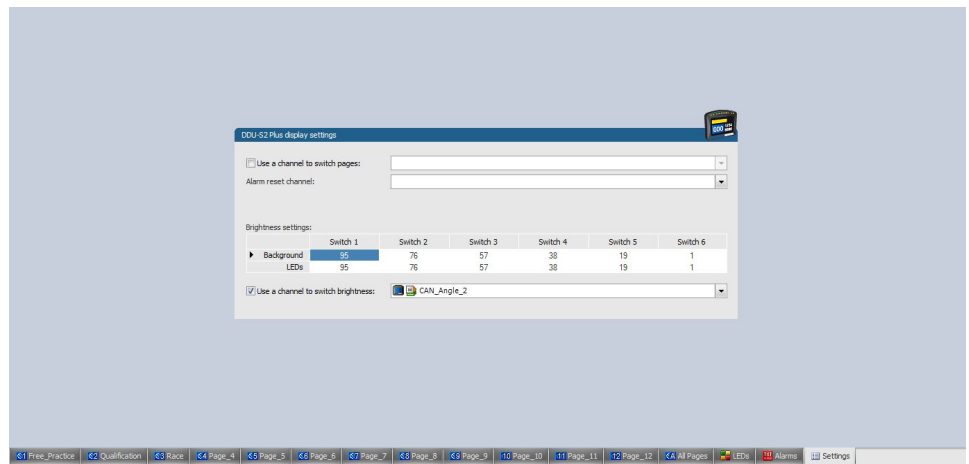 DDU-S2 Plus display settings
Use a channel to switch pages:
Alarm reset channel:
Brightness settings:
Switch 1 Switch 2 Switch 3 Switch 4 Switch 5 Switch 6
Background 95 76 57 38 19 1
LEDs 95 76 57 38 19 1
Use a channel to switch brightness: CAN_Angle_2
1 Free_Practice 2 Qualification 3 Race 4 Page_4 5 Page_5 6 Page_6 7 Page_7 8 Page_8 9 Page_9 10 Page_10 11 Page_11 12 Page_12 A All Pages LEDs Alarms Settings